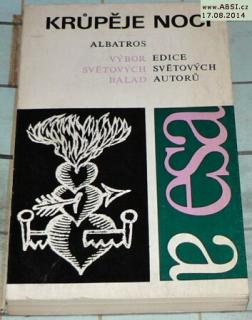 www.ABSI.cz
17.08.2014
KRŮPĚJE NOCI
ALBATROS
VÝBOR EDICE
SVĚTOVÝCH SVĚTOVÝCH
BALAD AUTORŮ
esa
a